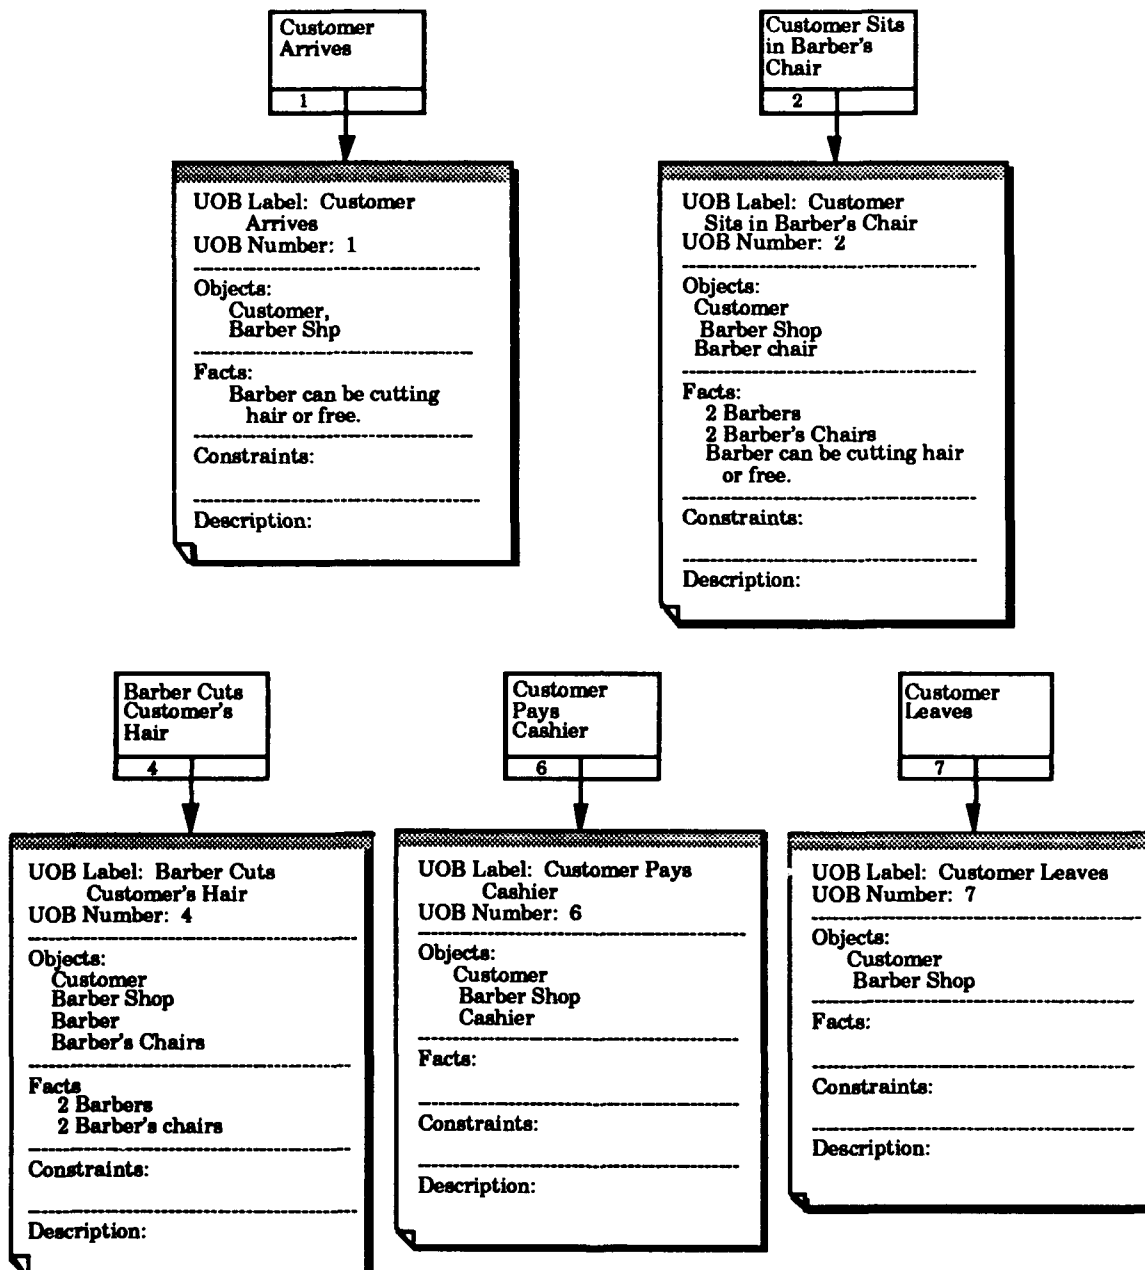 Customer
Arrives
1
Customer Sits
in Barber's
Chair
2
UOB Label: Customer
Arrives
UOB Number: 1
Objects:
Customer,
Barber Shp
Facts:
Barber can be cutting
hair or free.
Constraints:
Description:
UOB Label: Customer
Sits in Barber's Chair
UOB Number: 2
Objects:
Customer
Barber Shop
Barber chair
Facts:
2 Barbers
2 Barber's Chairs
Barber can be cutting hair
or free.
Constraints:
Description:
Barber Cuts
Customer's
Hair
4
Customer
Pays
Cashier
6
Customer
Leaves
7
UOB Label: Barber Cuts
Customer's Hair
UOB Number: 4
Objects:
Customer
Barber Shop
Barber
Barber's Chairs
Facts
2 Barbers
2 Barber's chairs
Constraints:
Description:
UOB Label: Customer Pays
Cashier
UOB Number: 6
Objects:
Customer
Barber Shop
Cashier
Facts:
Constraints:
Description:
UOB Label: Customer Leaves
UOB Number: 7
Objects:
Customer
Barber Shop
Facts:
Constraints:
Description: